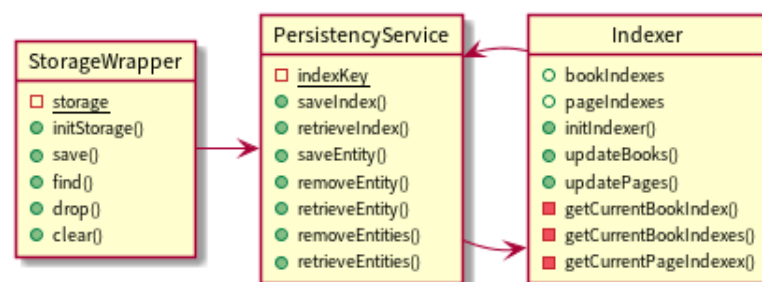 StorageWrapper
storage
initStorage()
save()
find()
drop()
clear()
PersistencyService
indexKey
saveIndex()
retrieveIndex()
saveEntity()
removeEntity()
retrieveEntity()
removeEntities()
retrieveEntities()
Indexer
bookIndexes
pageIndexes
initIndexer()
updateBooks()
updatePages()
getCurrentBookIndex()
getCurrentBookIndexes()
getCurrentPageIndexex()